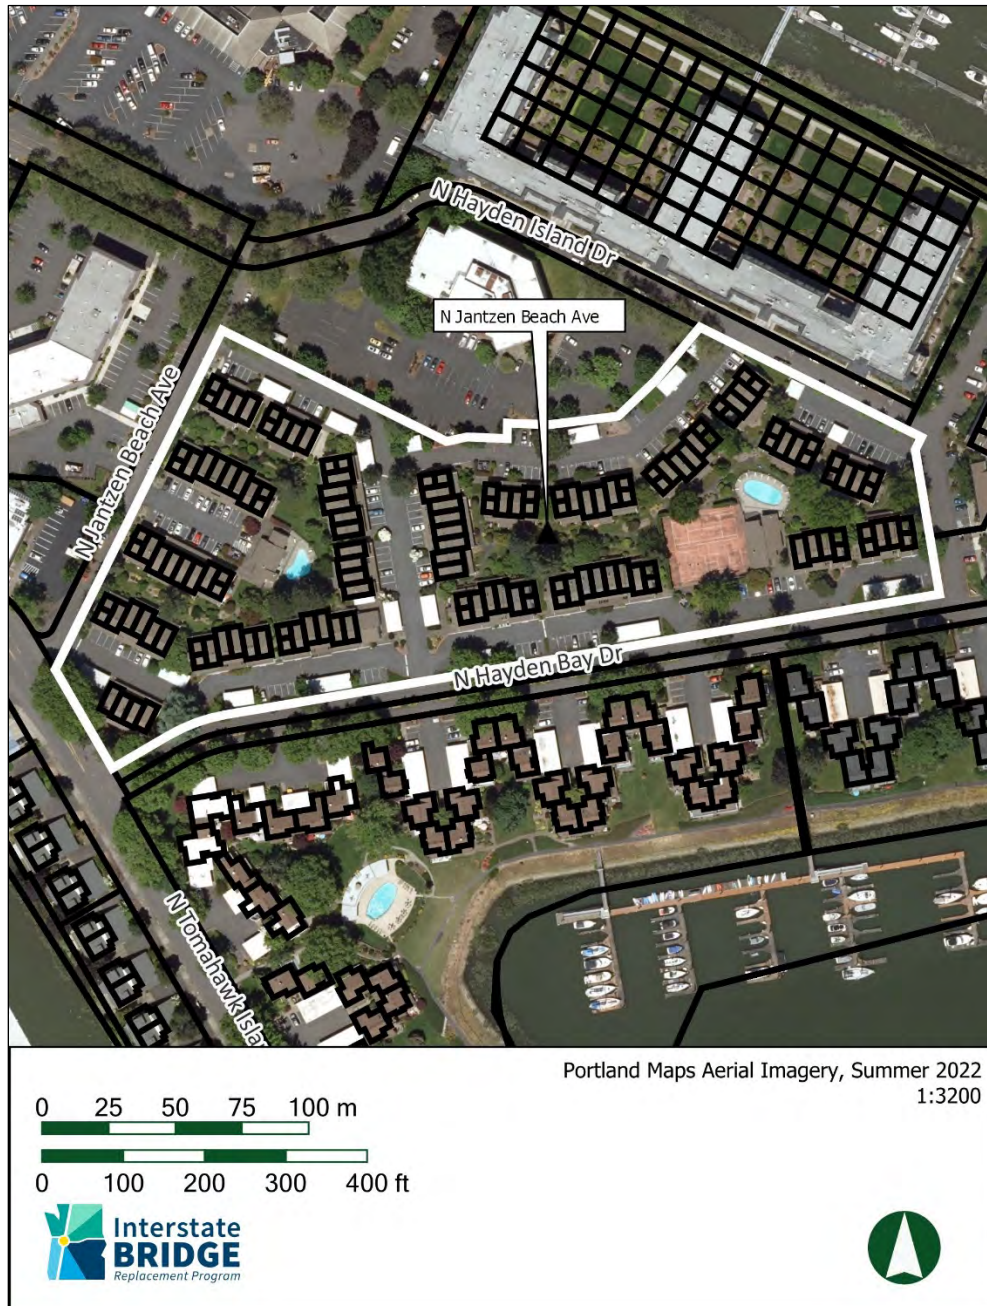 N Hayden Island Dr
N Jantzen Beach Ave
N Jantzen Beach Ave
N Hayden Bay Dr
N Tomahawk Isla
Portland Maps Aerial Imagery, Summer 2022
1:3200
0 25 50 75 100 m
0 100 200 300 400 ft
Interstate
BRIDGE
Replacement Program